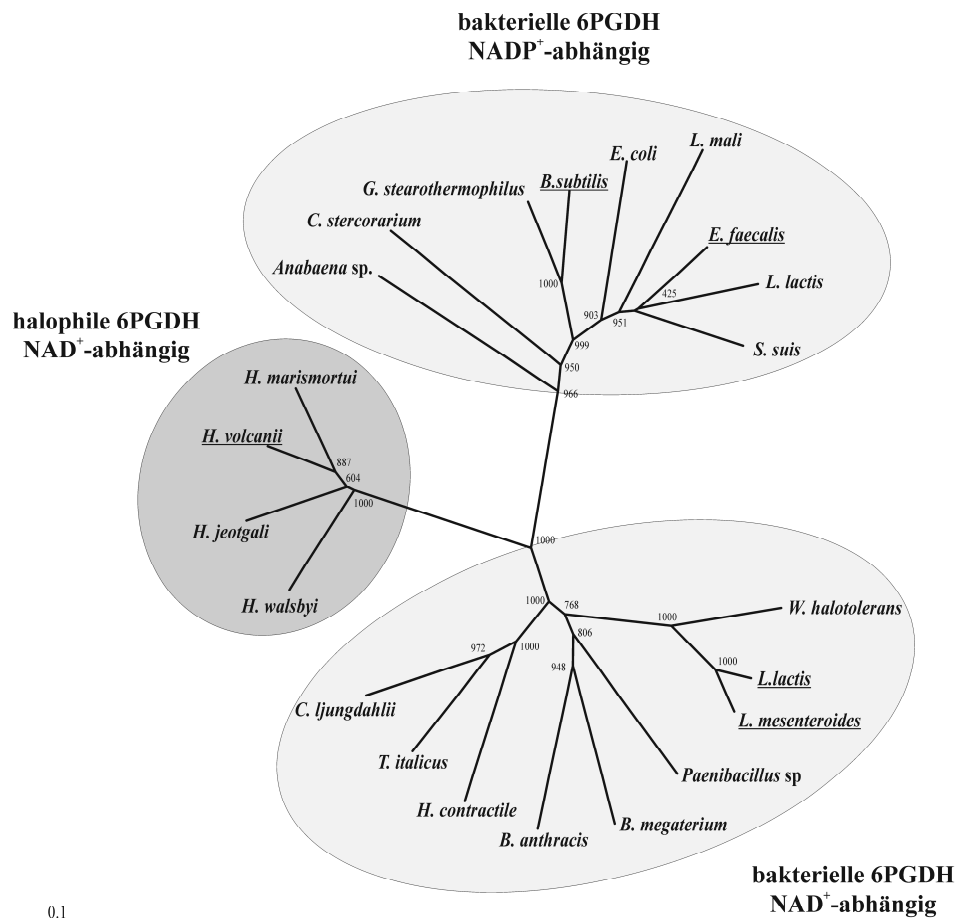 bakterielle 6PGDH
NADP⁺-abhängig
L. mali
E. coli
B.subtilis
G. stearothermophilus
C. stercorarium
E. faecalis
Anabaena sp.
L. lactis
1000
425
903
951
999
S. suis
950
966
halophile 6PGDH
NAD⁺-abhängig
H. marismortui
H. volcanii
887
604
1000
H. jeotgali
H. walsbyi
1000
1000
768
1000
W. halotolerans
806
972
1000
948
1000
L.lactis
C. ljungdahlii
L. mesenteroides
T. italicus
Paenibacillus sp
H. contractile
B. megaterium
B. anthracis
bakterielle 6PGDH
NAD⁺-abhängig
0.1